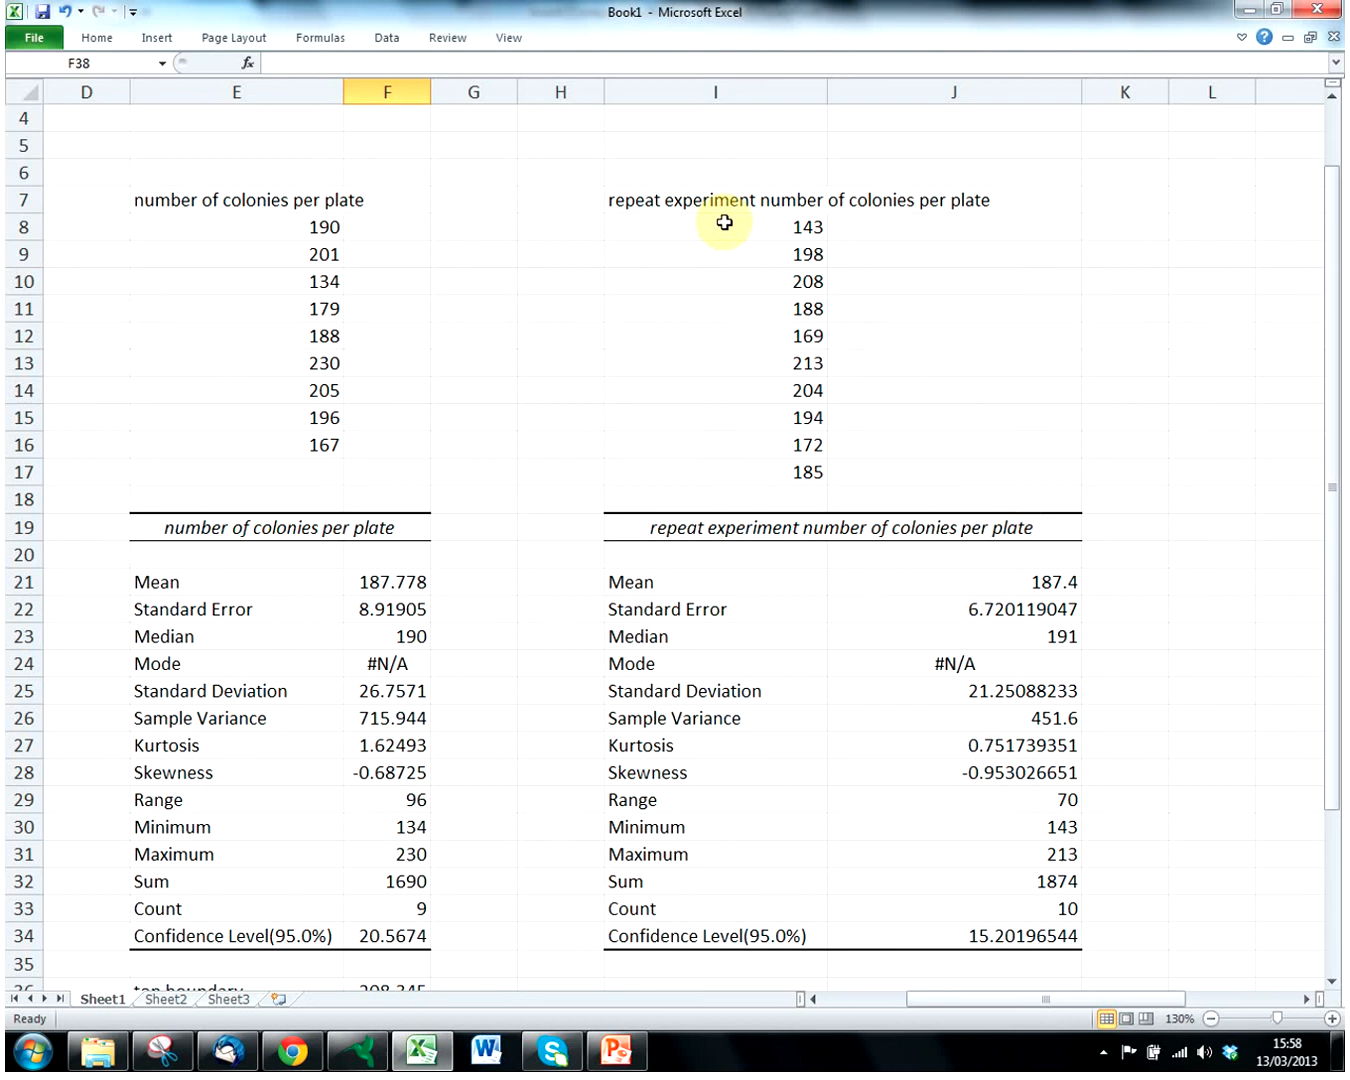 Book1 - Microsoft Excel
File Home Insert Page Layout Formulas Data Review View
F38 fx
D E F G H I J K L
4
5
6
7 number of colonies per plate repeat experiment number of colonies per plate
8 190 143
9 201 198
10 134 208
11 179 188
12 188 169
13 230 213
14 205 204
15 196 194
16 167 172
17 185
18
19 number of colonies per plate repeat experiment number of colonies per plate
20
21 Mean 187.778 Mean 187.4
22 Standard Error 8.91905 Standard Error 6.720119047
23 Median 190 Median 191
24 Mode #N/A Mode #N/A
25 Standard Deviation 26.7571 Standard Deviation 21.25088233
26 Sample Variance 715.944 Sample Variance 451.6
27 Kurtosis 1.62493 Kurtosis 0.751739351
28 Skewness -0.68725 Skewness -0.953026651
29 Range 96 Range 70
30 Minimum 134 Minimum 143
31 Maximum 230 Maximum 213
32 Sum 1690 Sum 1874
33 Count 9 Count 10
34 Confidence Level(95.0%) 20.5674 Confidence Level(95.0%) 15.20196544
35
36 top boundary 208.345
Sheet1 Sheet2 Sheet3
Ready 130%
15:58
13/03/2013